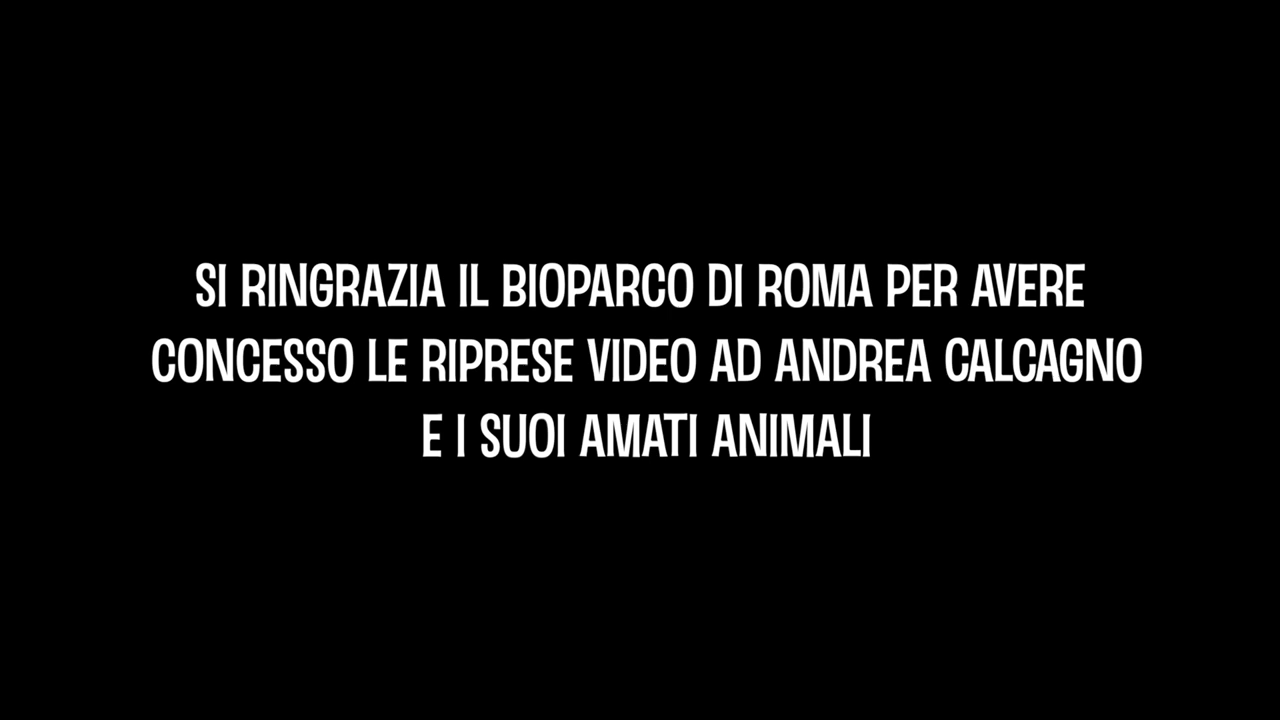 SI RINGRAZIA IL BIOPARCO DI ROMA PER AVERE
CONCESSO LE RIPRESE VIDEO AD ANDREA CALCAGNO
E I SUOI AMATI ANIMALI